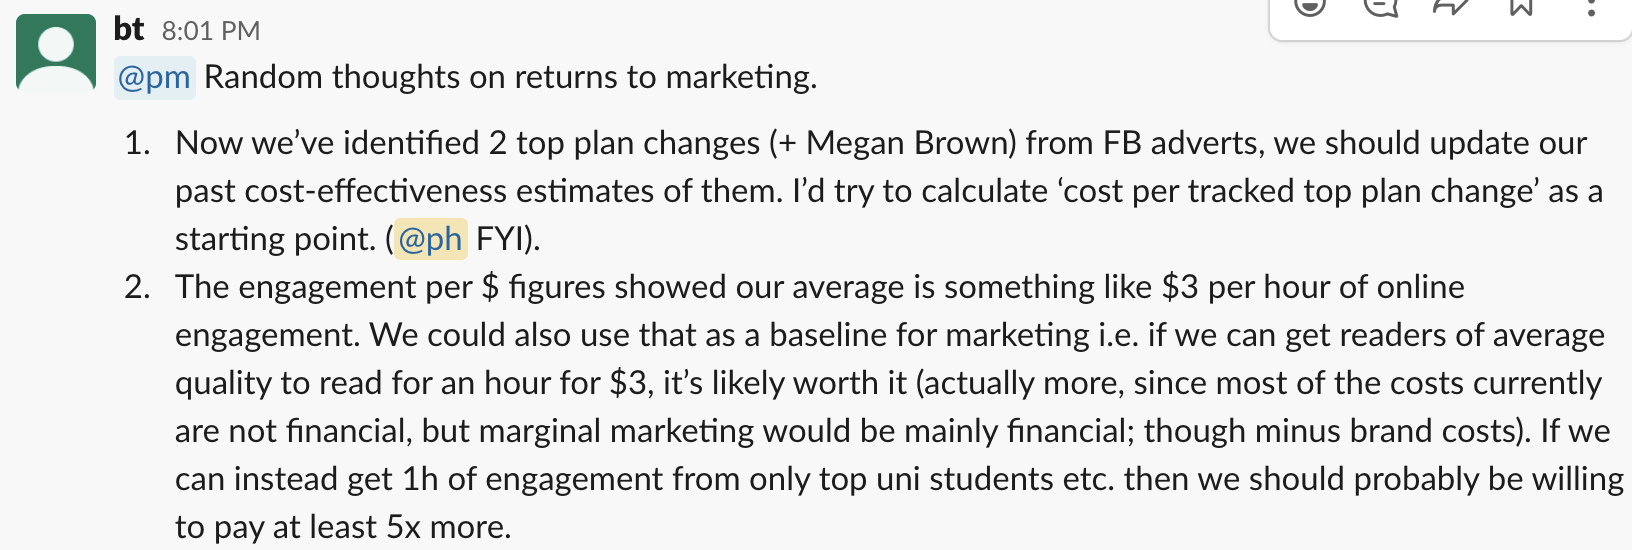 bt 8:01 PM
@pm Random thoughts on returns to marketing.
1. Now we’ve identified 2 top plan changes (+ Megan Brown) from FB adverts, we should update our
past cost-effectiveness estimates of them. I’d try to calculate ‘cost per tracked top plan change’ as a
starting point. (@ph FYI).
2. The engagement per $ figures showed our average is something like $3 per hour of online
engagement. We could also use that as a baseline for marketing i.e. if we can get readers of average
quality to read for an hour for $3, it’s likely worth it (actually more, since most of the costs currently
are not financial, but marginal marketing would be mainly financial; though minus brand costs). If we
can instead get 1h of engagement from only top uni students etc. then we should probably be willing
to pay at least 5x more.